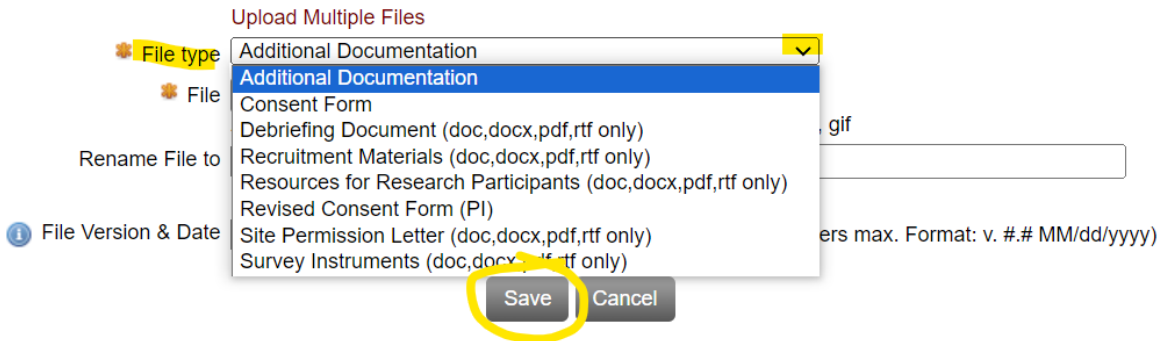 Upload Multiple Files
File type Additional Documentation
Additional Documentation
File
Consent Form
Debriefing Document (doc,docx,pdf,rtf only) , gif
Rename File to Recruitment Materials (doc,docx,pdf,rtf only)
Resources for Research Participants (doc,docx,pdf,rtf only)
Revised Consent Form (PI)
File Version & Date Site Permission Letter (doc,docx,pdf,rtf only) ers max. Format: v. #.# MM/dd/yyyy)
Survey Instruments (doc,docx,pdf,rtf only)
Save Cancel